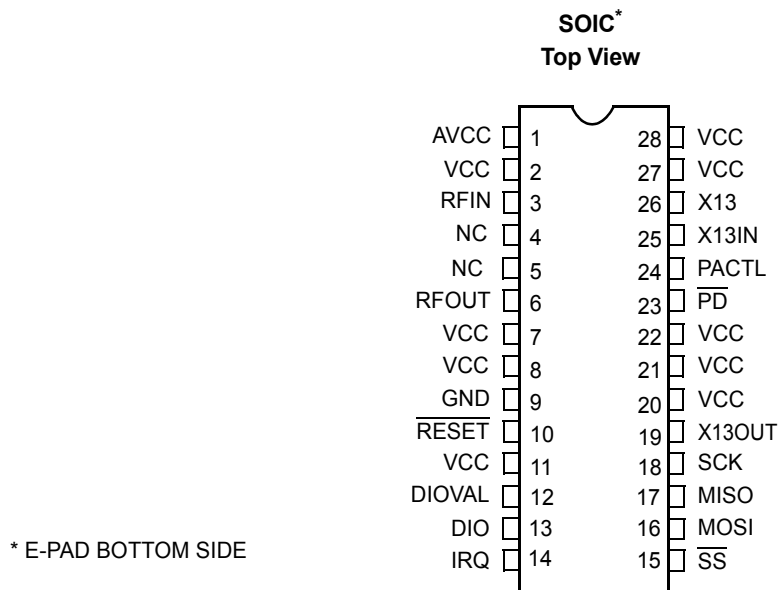 SOIC*
Top View
AVCC 1 28 VCC
VCC 2 27 VCC
RFIN 3 26 X13
NC 4 25 X13IN
NC 5 24 PACTL
RFOUT 6 23 P̅D̅
VCC 7 22 VCC
VCC 8 21 VCC
GND 9 20 VCC
R̅E̅S̅E̅T̅ 10 19 X13OUT
VCC 11 18 SCK
DIOVAL 12 17 MISO
DIO 13 16 MOSI
IRQ 14 15 S̅S̅
* E-PAD BOTTOM SIDE